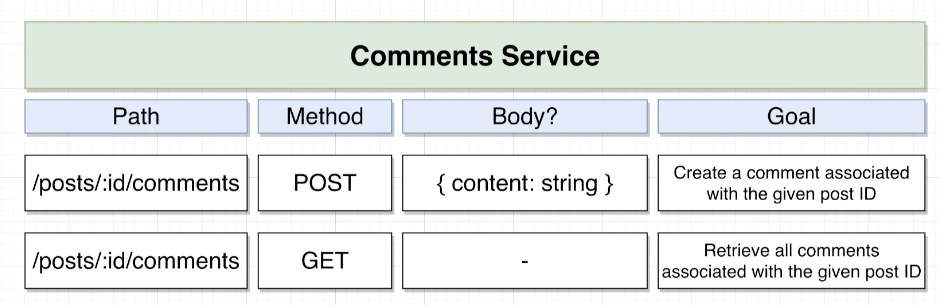 Comments Service
Path Method Body? Goal
/posts/:id/comments POST { content: string } Create a comment associated
with the given post ID
/posts/:id/comments GET - Retrieve all comments
associated with the given post ID